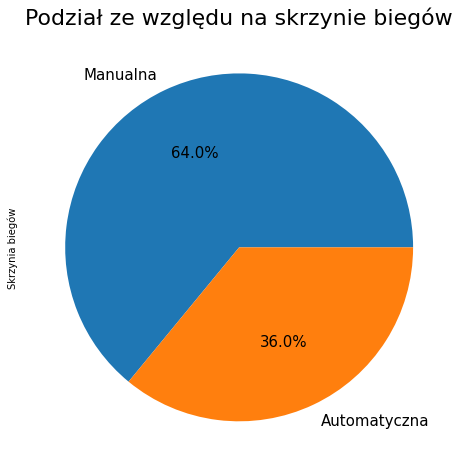 Podział ze względu na skrzynie biegów
Manualna
64.0%
Skrzynia biegów
36.0%
Automatyczna